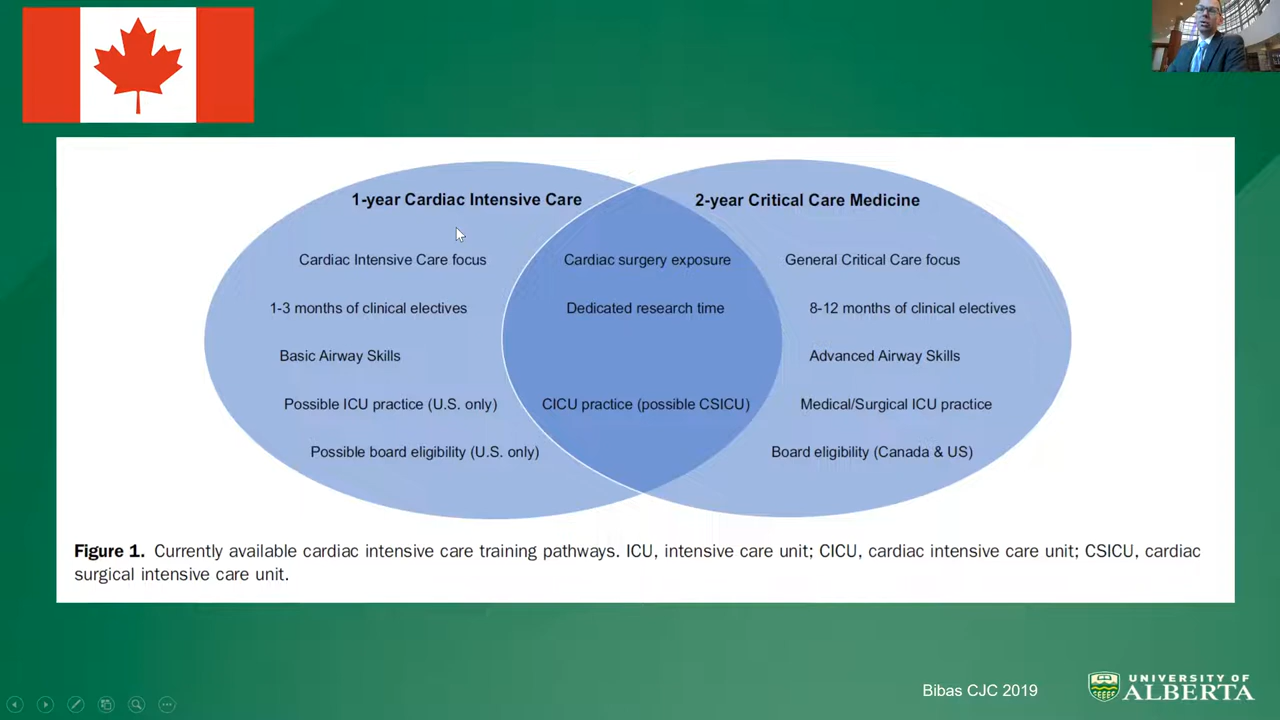 1-year Cardiac Intensive Care
2-year Critical Care Medicine
Cardiac Intensive Care focus
Cardiac surgery exposure
General Critical Care focus
1-3 months of clinical electives
Dedicated research time
8-12 months of clinical electives
Basic Airway Skills
Advanced Airway Skills
Possible ICU practice (U.S. only)
CICU practice (possible CSICU)
Medical/Surgical ICU practice
Possible board eligibility (U.S. only)
Board eligibility (Canada & US)
Figure 1. Currently available cardiac intensive care training pathways. ICU, intensive care unit; CICU, cardiac intensive care unit; CSICU, cardiac
surgical intensive care unit.
Bibas CJC 2019
UNIVERSITY OF
ALBERTA